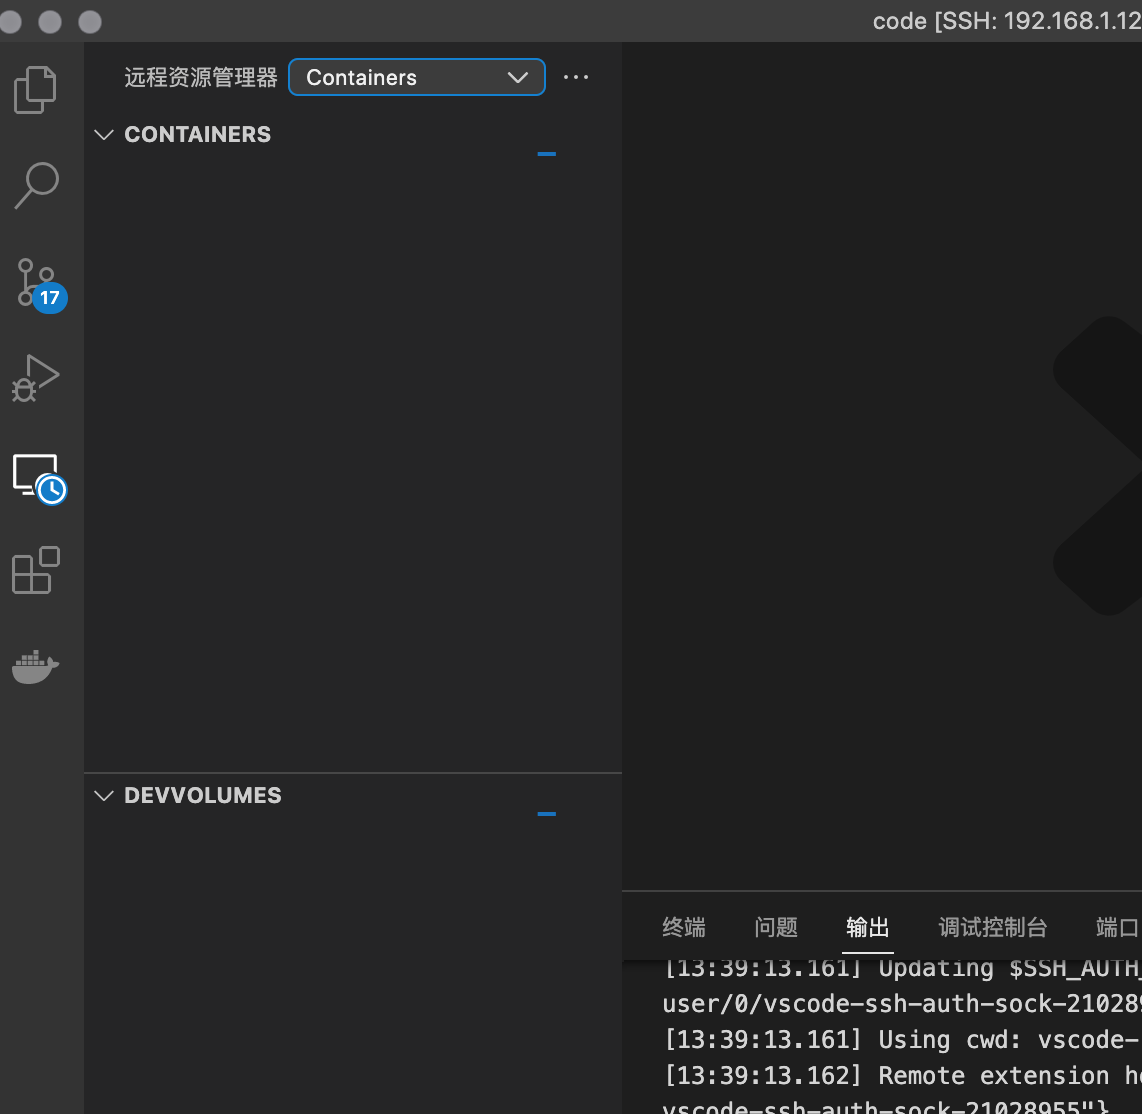 code [SSH: 192.168.1.12
远程资源管理器 Containers
CONTAINERS
17
DEVVOLUMES
终端 问题 输出 调试控制台 端口
[13:39:13.161] Updating $SSH_AUTH_
user/0/vscode-ssh-auth-sock-21028
[13:39:13.161] Using cwd: vscode-
[13:39:13.162] Remote extension h
vscode-ssh-auth-sock-21028955"}